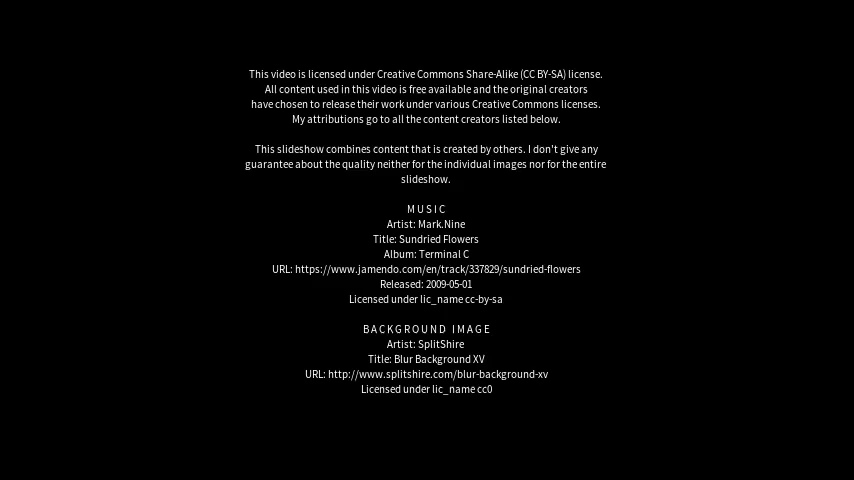 This video is licensed under Creative Commons Share-Alike (CC BY-SA) license.
All content used in this video is free available and the original creators
have chosen to release their work under various Creative Commons licenses.
My attributions go to all the content creators listed below.
This slideshow combines content that is created by others. I don't give any
guarantee about the quality neither for the individual images nor for the entire
slideshow.
MUSIC
Artist: Mark.Nine
Title: Sundried Flowers
Album: Terminal C
URL: https://www.jamendo.com/en/track/337829/sundried-flowers
Released: 2009-05-01
Licensed under lic_name cc-by-sa
BACKGROUND IMAGE
Artist: SplitShire
Title: Blur Background XV
URL: http://www.splitshire.com/blur-background-xv
Licensed under lic_name cc0